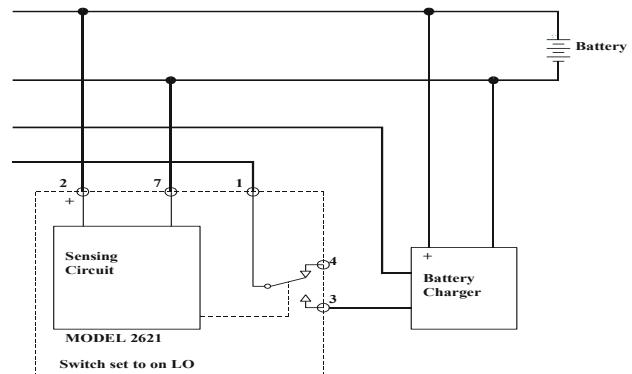 Battery
2
7
1
+
Sensing
Circuit
4
3
+
Battery
Charger
MODEL 2621
Switch set to on LO